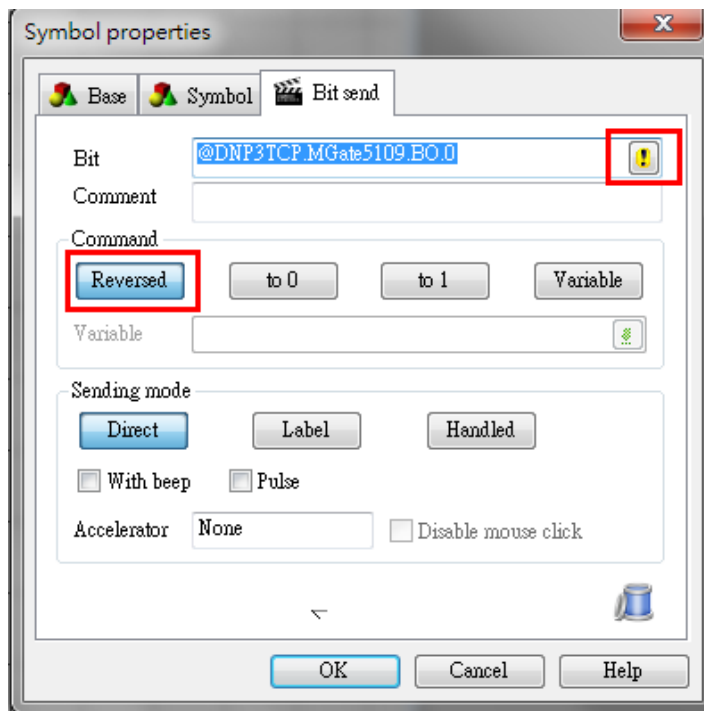 Symbol properties
Base Symbol Bit send
Bit @DNP3TCP.MGate5109.BO.0
Comment
Command
Reversed to 0 to 1 Variable
Variable
Sending mode
Direct Label Handled
With beep Pulse
Accelerator None Disable mouse click
OK Cancel Help